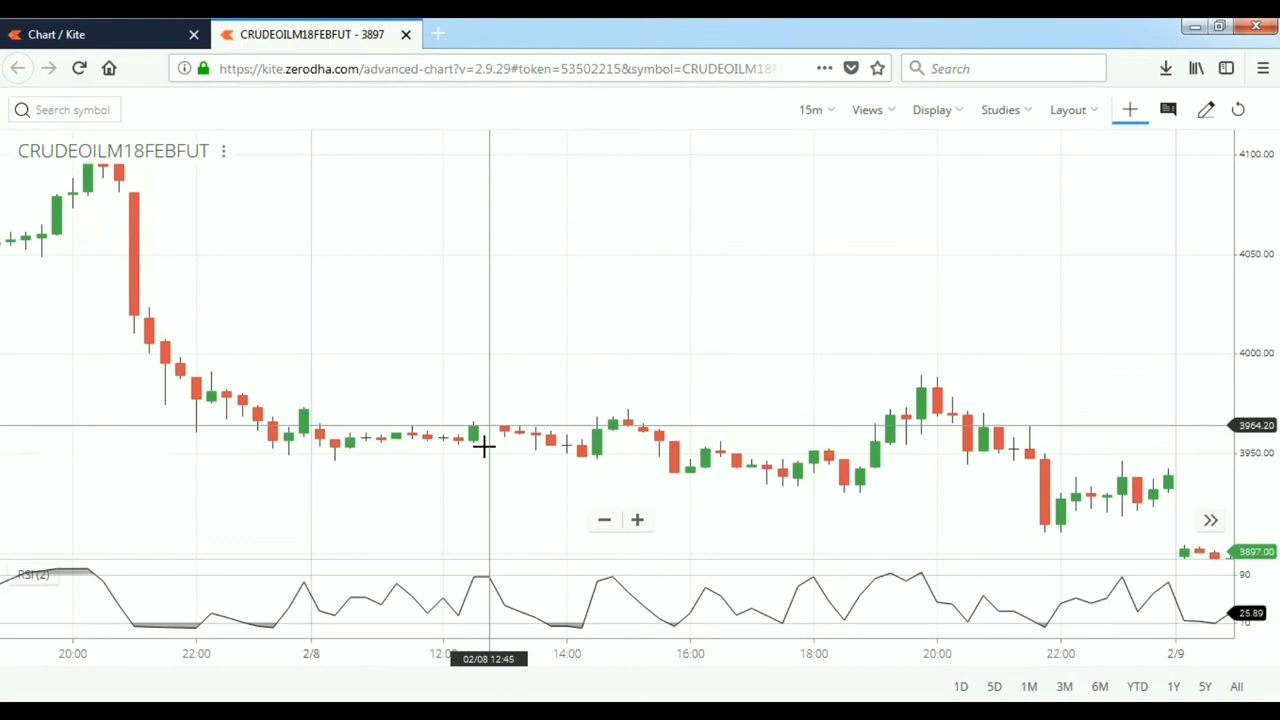 Chart / Kite
CRUDEOILM18FEBFUT - 3897
https://kite.zerodha.com/advanced-chart?v=2.9.29#token=53502215&symbol=CRUDEOILM18F
Search
Search symbol
15m Views Display Studies Layout
CRUDEOILM18FEBFUT
4100.00
4050.00
4000.00
3964.20
3950.00
3897.00
RSI (2)
90
25.89
10
20:00 22:00 2/8 12:0 14:00 16:00 18:00 20:00 22:00 2/9
02/08 12:45
1D 5D 1M 3M 6M YTD 1Y 5Y All